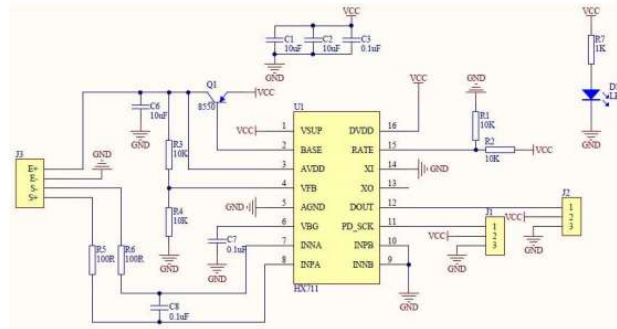 VCC
C1
10uF
C2
10uF
C3
0.1uF
GND
VCC
R7
1K
GND
Q1
8550
VCC
C6
10uF
GND
R3
10K
R4
10K
GND
J3
E+
E-
S-
S+
GND
R5
100R
R6
100R
C8
0.1uF
C7
0.1uF
GND
U1
VCC
1 VSUP
2 BASE
3 AVDD
4 VFB
GND
5 AGND
6 VBG
7 INNA
8 INPA
DVDD 16
RATE 15
XI 14
XO 13
DOUT 12
PD_SCK 11
INPB 10
INNB 9
HX711
VCC
GND
R1
10K
R2
10K
VCC
GND
GND
J1
1
2
3
VCC
GND
J2
1
2
3
VCC
GND